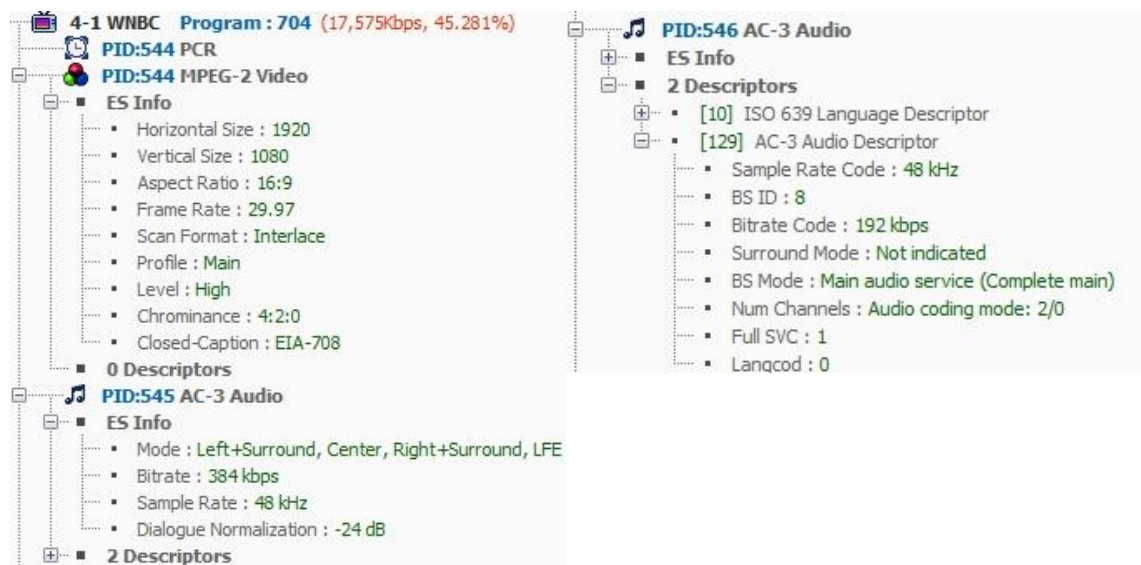 4-1 WNBC Program : 704 (17,575Kbps, 45.281%)
PID:544 PCR
PID:544 MPEG-2 Video
ES Info
Horizontal Size : 1920
Vertical Size : 1080
Aspect Ratio : 16:9
Frame Rate : 29.97
Scan Format : Interlace
Profile : Main
Level : High
Chrominance : 4:2:0
Closed-Caption : EIA-708
0 Descriptors
PID:545 AC-3 Audio
ES Info
Mode : Left+Surround, Center, Right+Surround, LFE
Bitrate : 384 kbps
Sample Rate : 48 kHz
Dialogue Normalization : -24 dB
2 Descriptors
PID:546 AC-3 Audio
ES Info
2 Descriptors
[10] ISO 639 Language Descriptor
[129] AC-3 Audio Descriptor
Sample Rate Code : 48 kHz
BS ID : 8
Bitrate Code : 192 kbps
Surround Mode : Not indicated
BS Mode : Main audio service (Complete main)
Num Channels : Audio coding mode: 2/0
Full SVC : 1
Langcod : 0